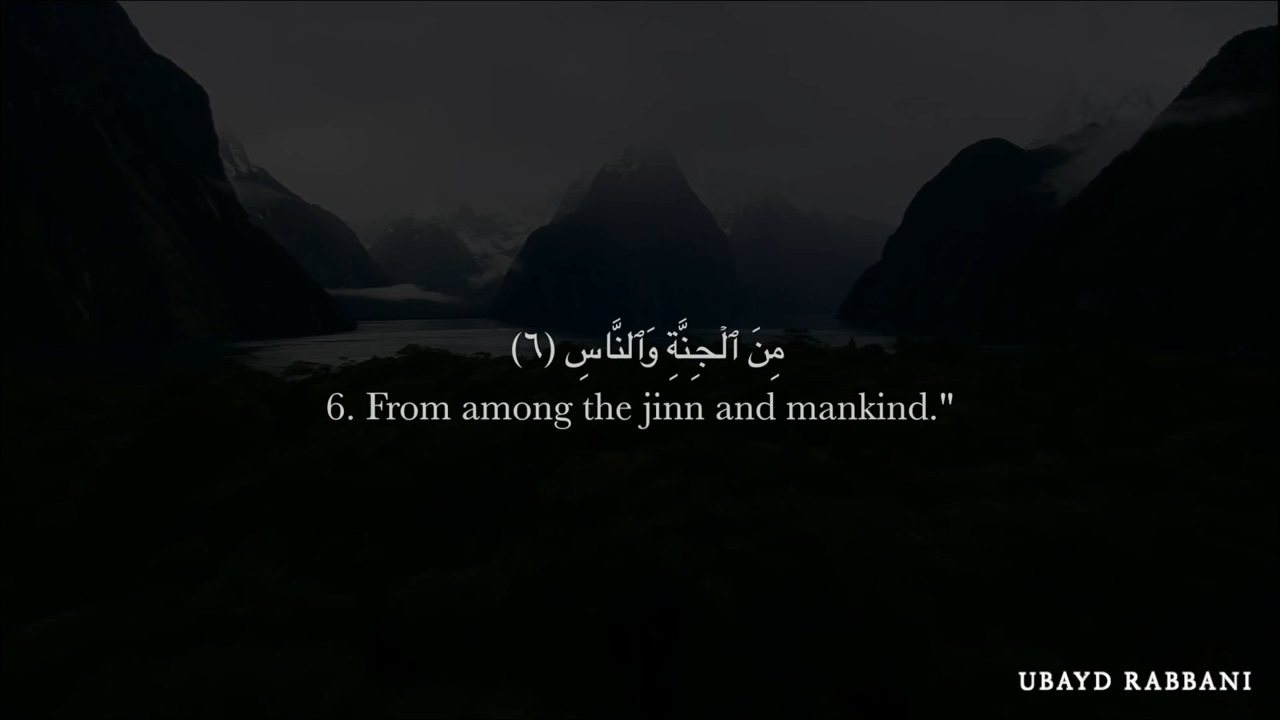 مِنَ ٱلْجِنَّةِ وَٱلنَّاسِ (٦)
6. From among the jinn and mankind."
UBAYD RABBANI